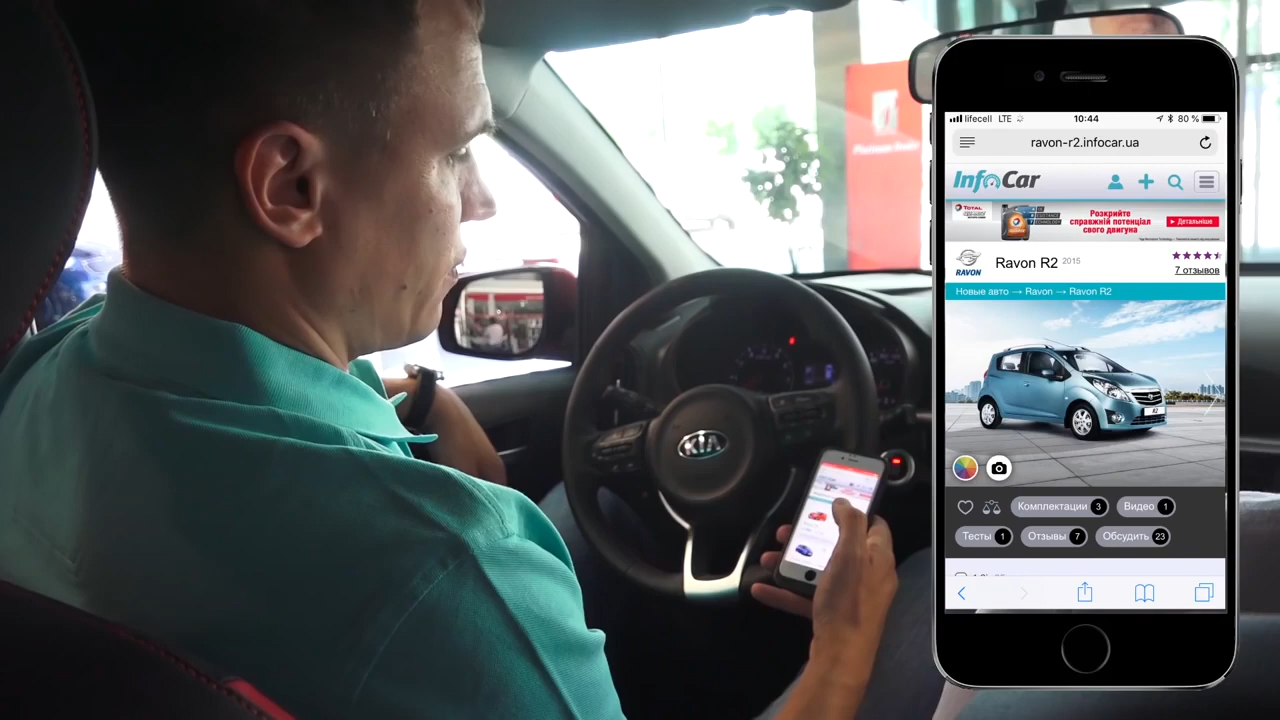 lifecell LTE 10:44 80 %
ravon-r2.infocar.ua
InfoCar
TOTAL
Розкрийте
справжній потенціал
свого двигуна
Детальніше
RAVON
Ravon R2 2015
7 отзывов
Новые авто → Ravon → Ravon R2
R2
Комплектации 3
Видео 1
Тесты 1
Отзывы 7
Обсудить 23
KIA